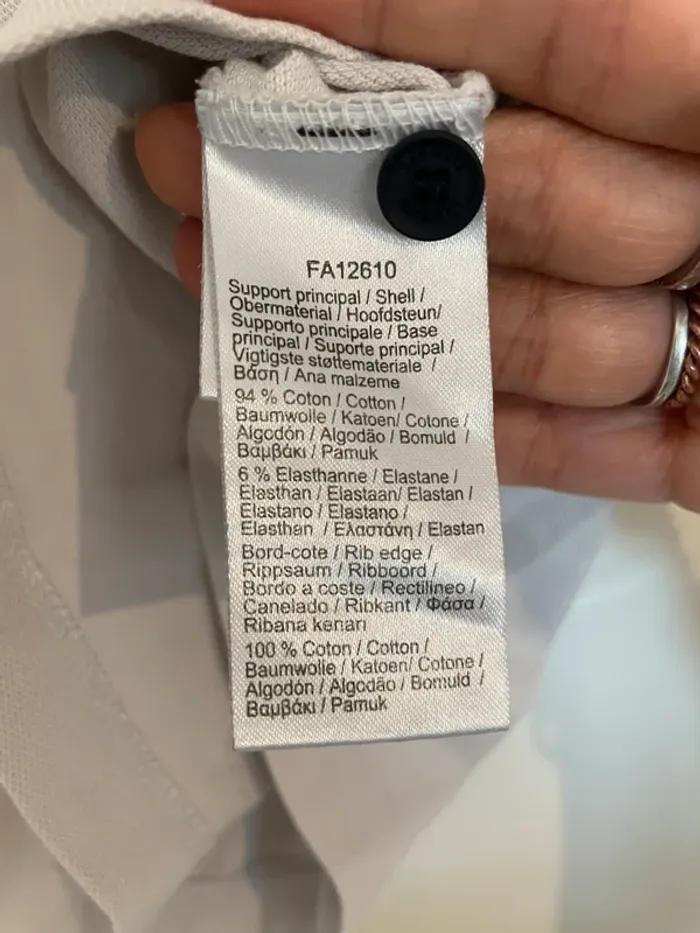 FA12610
Support principal / Shell /
Obermaterial / Hoofdsteun/
Supporto principale / Base
principal / Suporte principal /
Vigtigste støttemateriale /
Βάση / Ana malzeme
94 % Coton / Cotton /
Baumwolle / Katoen/ Cotone /
Algodón / Algodão / Bomuld /
Βαμβάκι / Pamuk
6 % Elasthanne / Elastane /
Elasthan / Elastaan/ Elastan /
Elastano / Elastano /
Elasthan / Ελαστάνη / Elastan
Bord-cote / Rib edge /
Rippsaum / Ribboord /
Bordo a coste / Rectilineo /
Canelado / Ribkant / Φάσα /
Ribana kenarı
100 % Coton / Cotton /
Baumwolle / Katoen/ Cotone /
Algodón / Algodão / Bomuld /
Βαμβάκι / Pamuk